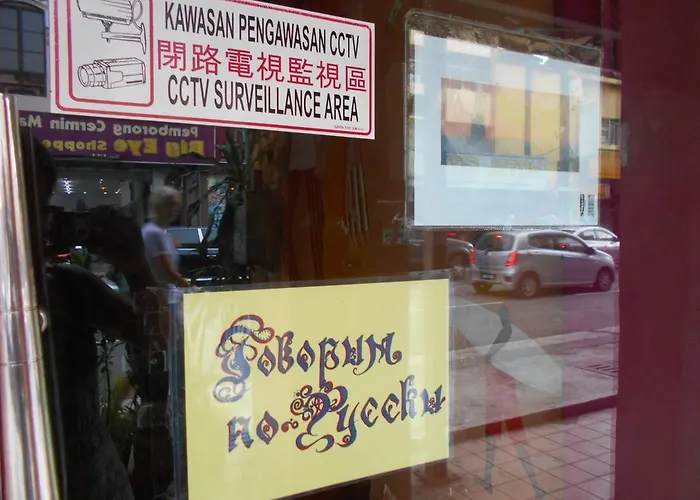 KAWASAN PENGAWASAN CCTV
閉路電視監視區
CCTV SURVEILLANCE AREA
Pemborong Cermin Ma
Big Eye Shoppe
Говорим
по-Русски